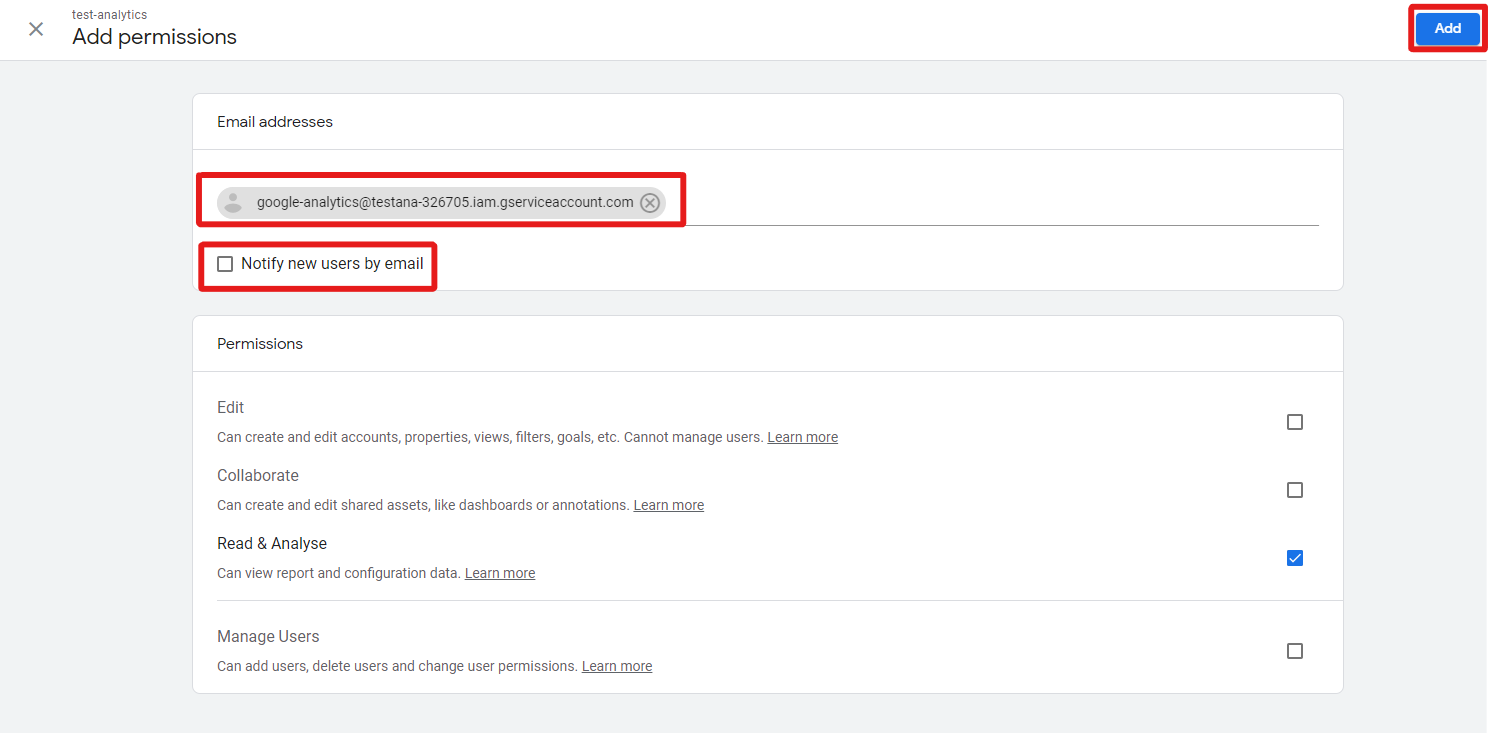 test-analytics
Add permissions
Add
Email addresses
google-analytics@testana-326705.iam.gserviceaccount.com
Notify new users by email
Permissions
Edit
Can create and edit accounts, properties, views, filters, goals, etc. Cannot manage users. Learn more
Collaborate
Can create and edit shared assets, like dashboards or annotations. Learn more
Read & Analyse
Can view report and configuration data. Learn more
Manage Users
Can add users, delete users and change user permissions. Learn more